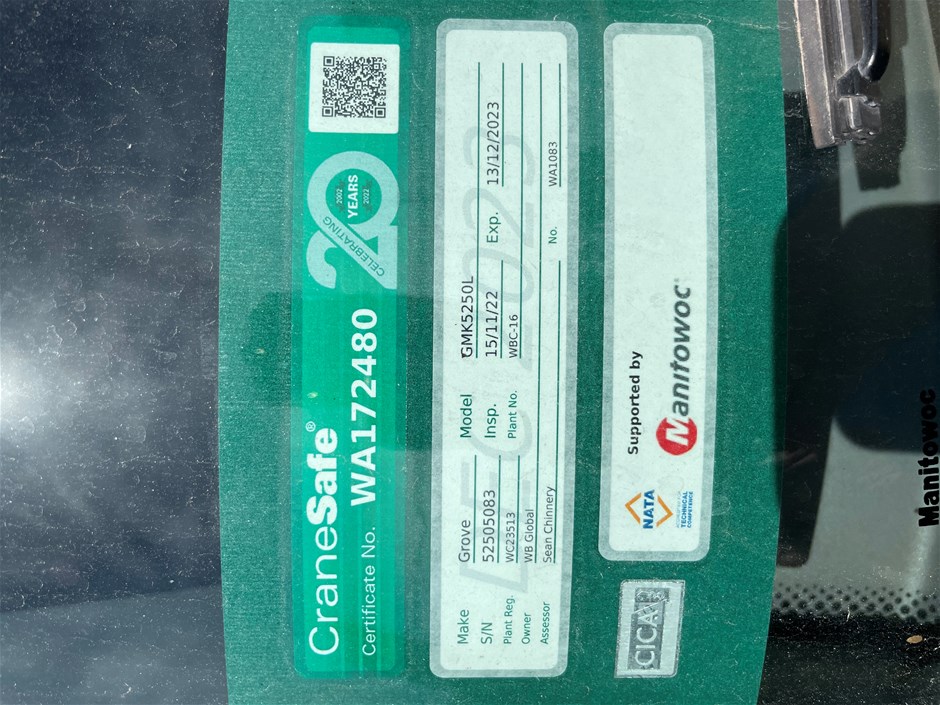 CraneSafe®
Certificate No. WA172480
CELEBRATING
20
2002
YEARS
2022
Make Grove Model GMK5250L
S/N 52505083 Insp. 15/11/22 Exp. 13/12/2023
Plant Reg. WC23513 Plant No. WBC-16
Owner WB Global
Assessor Sean Chinnery No. WA1083
DEC 2023
Supported by
NATA
TECHNICAL
COMPETENCE
Manitowoc
CICA
Manitowoc